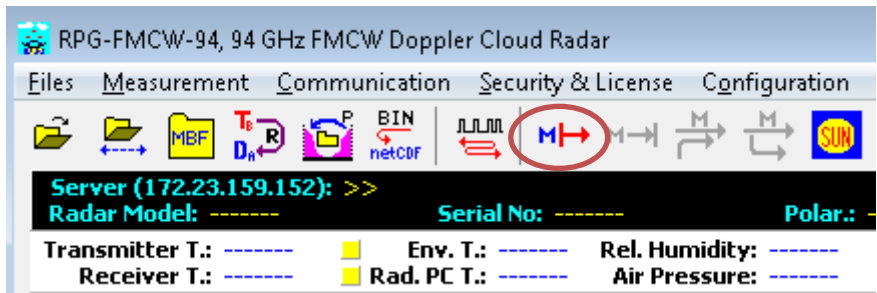 RPG-FMCW-94, 94 GHz FMCW Doppler Cloud Radar
Files Measurement Communication Security & License Configuration
MBF TB DA R P BIN netCDF M M M M SUN
Server (172.23.159.152): >>
Radar Model: ------- Serial No: ------- Polar.: -
Transmitter T.: ------- Env. T.: ------- Rel. Humidity: -------
Receiver T.: ------- Rad. PC T.: ------- Air Pressure: -------